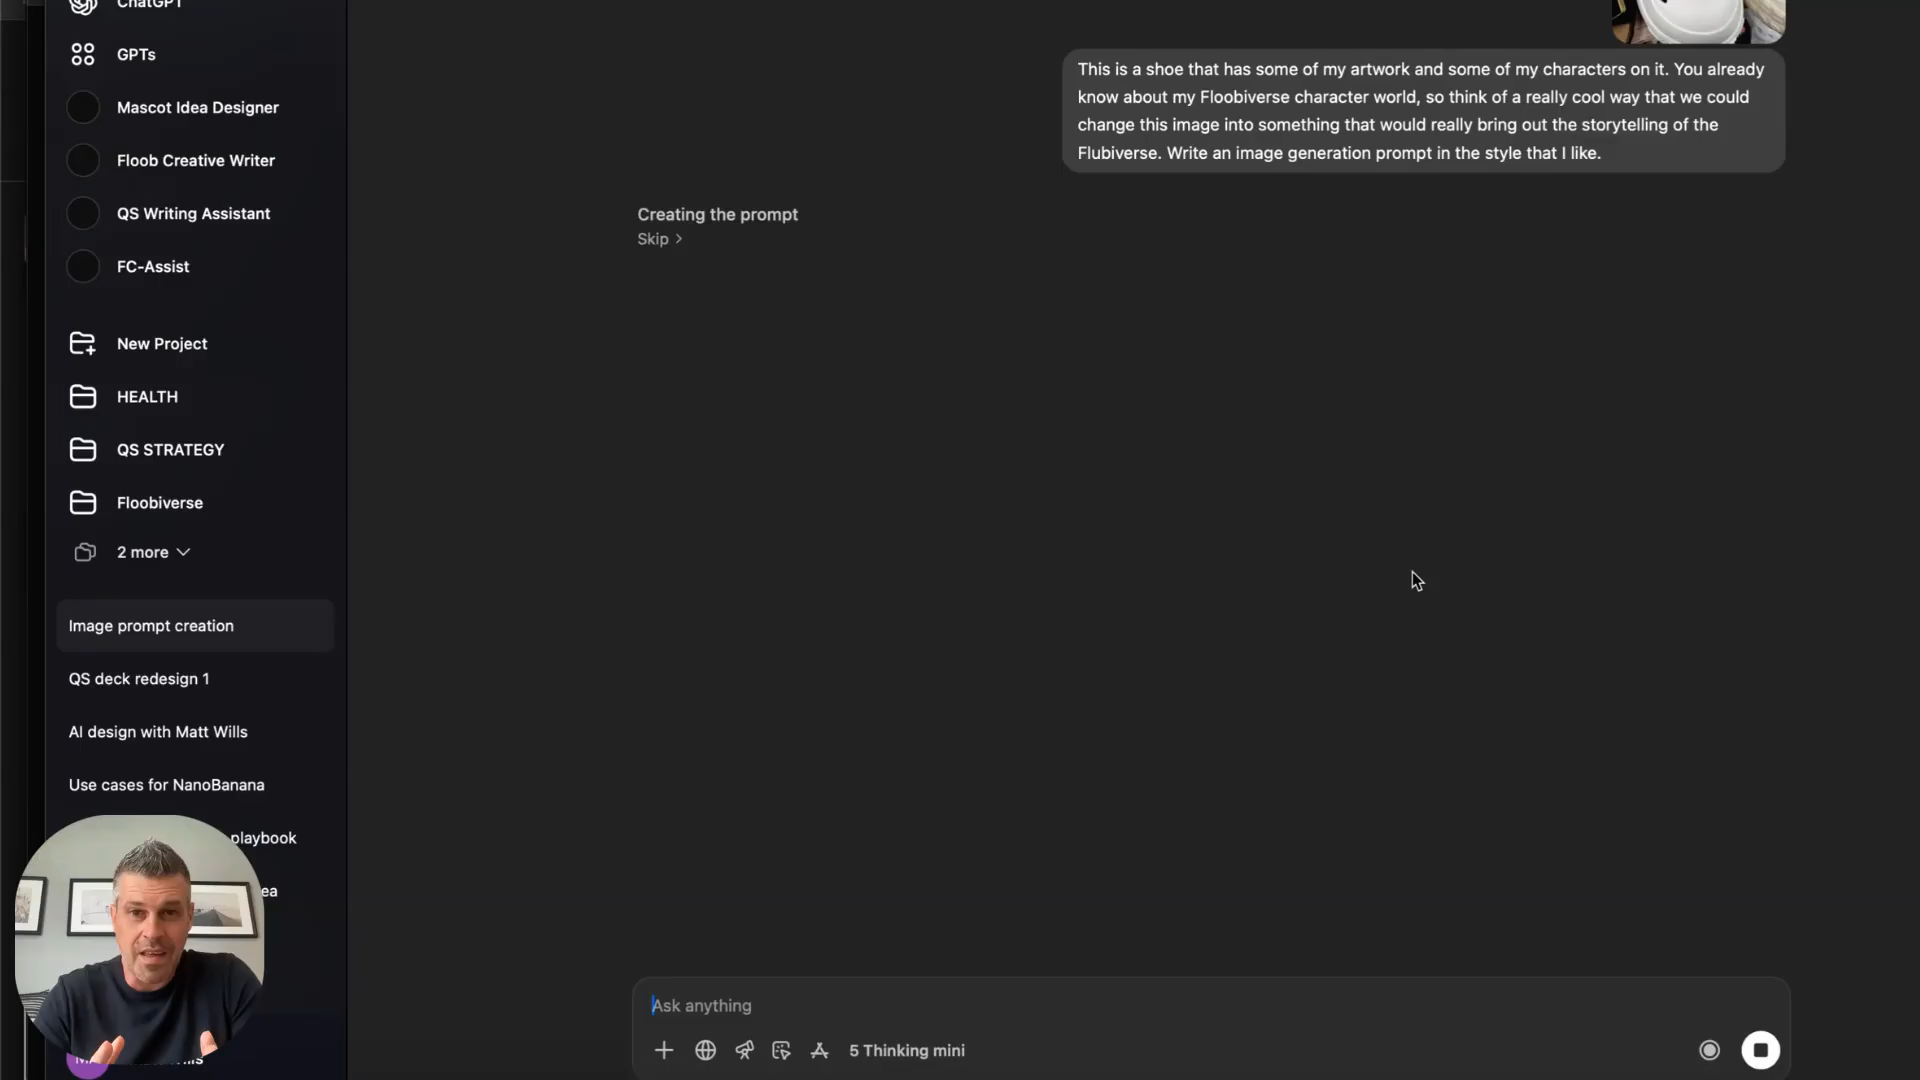 ChatGPT
GPTs
Mascot Idea Designer
Floob Creative Writer
QS Writing Assistant
FC-Assist
New Project
HEALTH
QS STRATEGY
Floobiverse
2 more
Image prompt creation
QS deck redesign 1
AI design with Matt Wills
Use cases for NanoBanana
playbook
This is a shoe that has some of my artwork and some of my characters on it. You already
know about my Floobiverse character world, so think of a really cool way that we could
change this image into something that would really bring out the storytelling of the
Flubiverse. Write an image generation prompt in the style that I like.
Creating the prompt
Skip >
Ask anything
5 Thinking mini